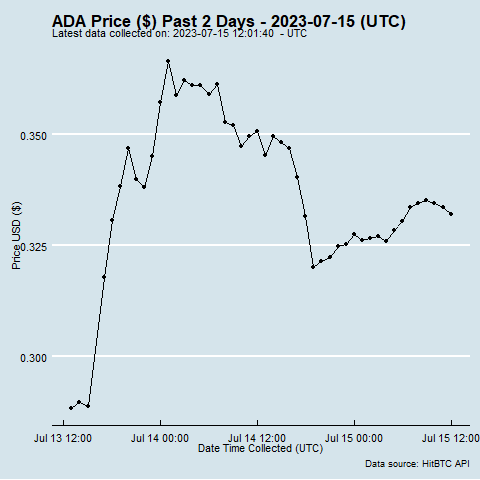 ADA Price ($) Past 2 Days - 2023-07-15 (UTC)
Latest data collected on: 2023-07-15 12:01:40 - UTC
0.350
0.325
0.300
Price USD ($)
Jul 13 12:00 Jul 14 00:00 Jul 14 12:00 Jul 15 00:00 Jul 15 12:00
Date Time Collected (UTC)
Data source: HitBTC API